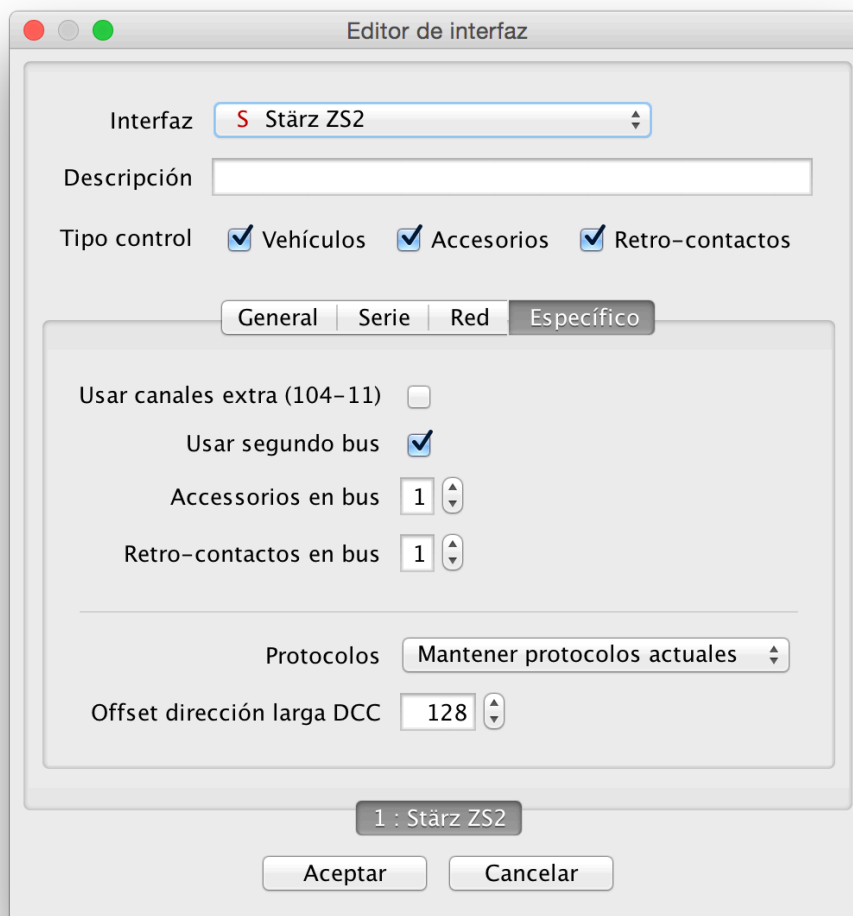 Editor de interfaz
Interfaz S Stärz ZS2
Descripción
Tipo control Vehículos Accesorios Retro-contactos
General Serie Red Específico
Usar canales extra (104-11)
Usar segundo bus
Accessorios en bus 1
Retro-contactos en bus 1
Protocolos Mantener protocolos actuales
Offset dirección larga DCC 128
1 : Stärz ZS2
Aceptar Cancelar